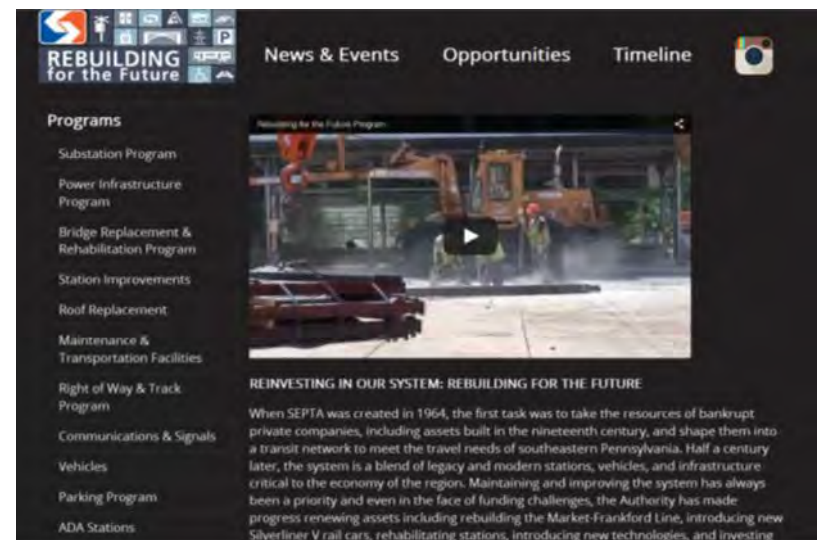 REBUILDING
for the Future
P
News & Events
Opportunities
Timeline
Programs
Substation Program
Power Infrastructure
Program
Bridge Replacement &
Rehabilitation Program
Station Improvements
Roof Replacement
Maintenance &
Transportation Facilities
Right of Way & Track
Program
Communications & Signals
Vehicles
Parking Program
ADA Stations
Rebuilding for the Future Program
REINVESTING IN OUR SYSTEM: REBUILDING FOR THE FUTURE
When SEPTA was created in 1964, the first task was to take the resources of bankrupt
private companies, including assets built in the nineteenth century, and shape them into
a transit network to meet the travel needs of southeastern Pennsylvania. Half a century
later, the system is a blend of legacy and modern stations, vehicles, and infrastructure
critical to the economy of the region. Maintaining and improving the system has always
been a priority and even in the face of funding challenges, the Authority has made
progress renewing assets including rebuilding the Market-Frankford Line, introducing new
Silverliner V rail cars, rehabilitating stations, introducing new technologies, and investing